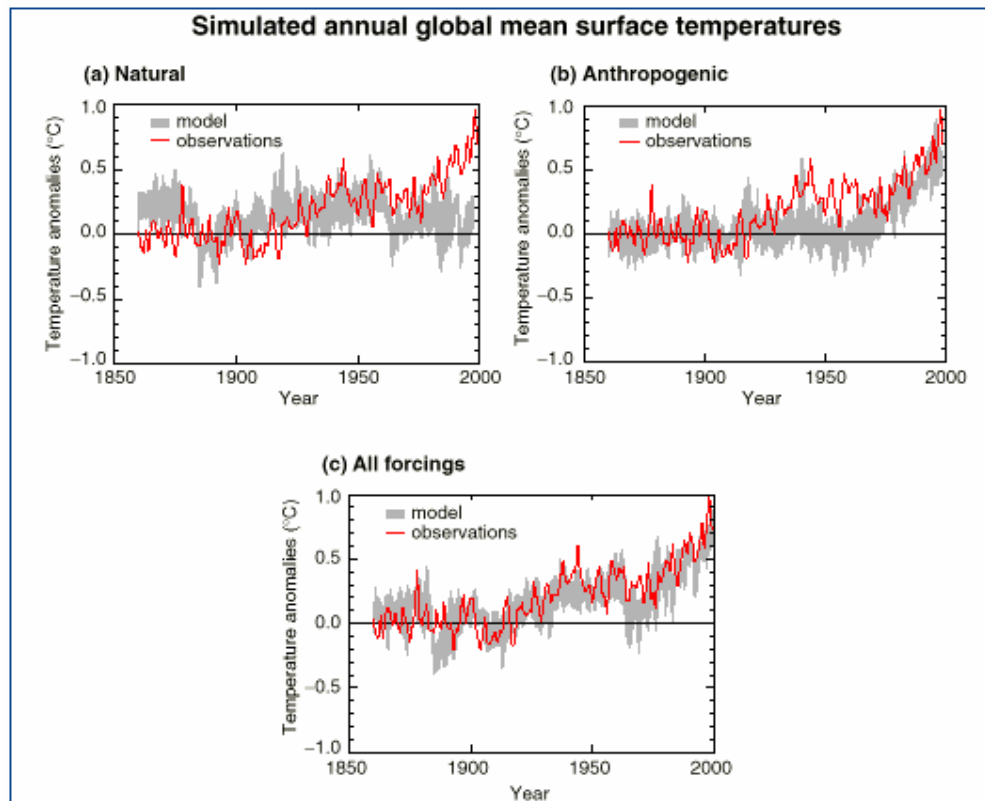 Simulated annual global mean surface temperatures
(a) Natural
Temperature anomalies (°C)
1.0
0.5
0.0
−0.5
−1.0
model
observations
1850
1900
1950
2000
Year
(b) Anthropogenic
Temperature anomalies (°C)
1.0
0.5
0.0
−0.5
−1.0
model
observations
1850
1900
1950
2000
Year
(c) All forcings
Temperature anomalies (°C)
1.0
0.5
0.0
−0.5
−1.0
model
observations
1850
1900
1950
2000
Year